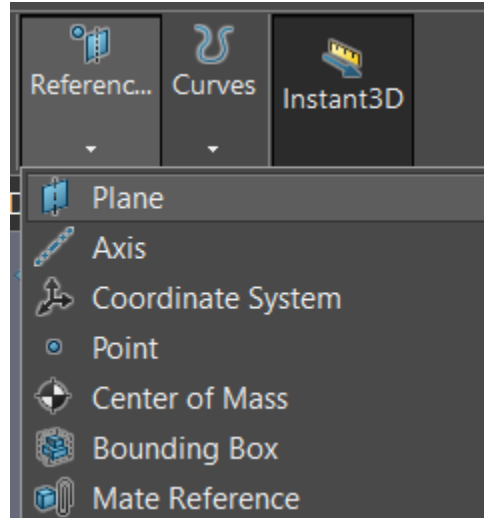 Referenc...
Curves
Instant3D
Plane
Axis
Coordinate System
Point
Center of Mass
Bounding Box
Mate Reference